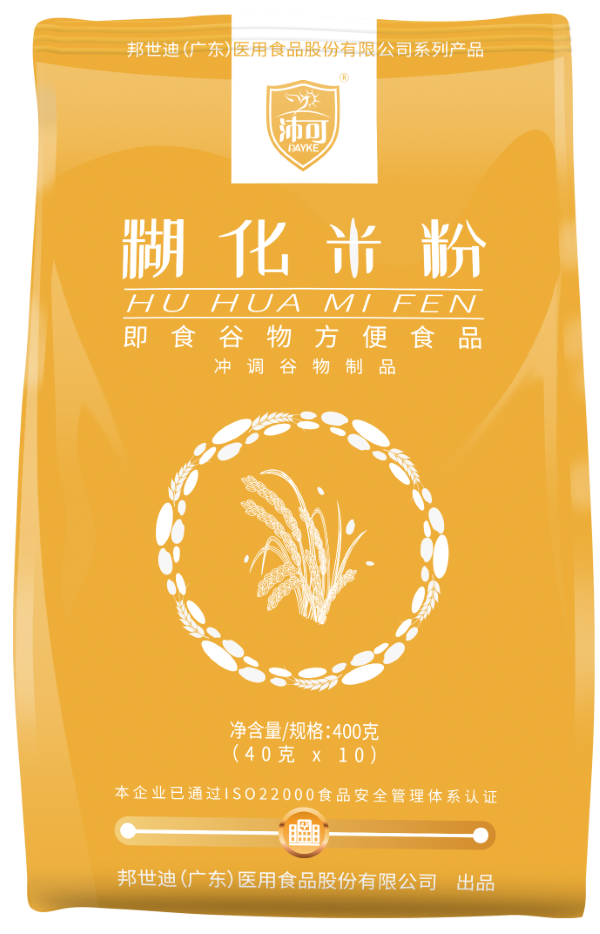 邦世迪(广东)医用食品股份有限公司系列产品
®
沛可
DAYKE
糊化米粉
HU HUA MI FEN
即食谷物方便食品
冲调谷物制品
净含量/规格:400克
(40克 x 10)
本企业已通过ISO22000食品安全管理体系认证
邦世迪(广东)医用食品股份有限公司 出品